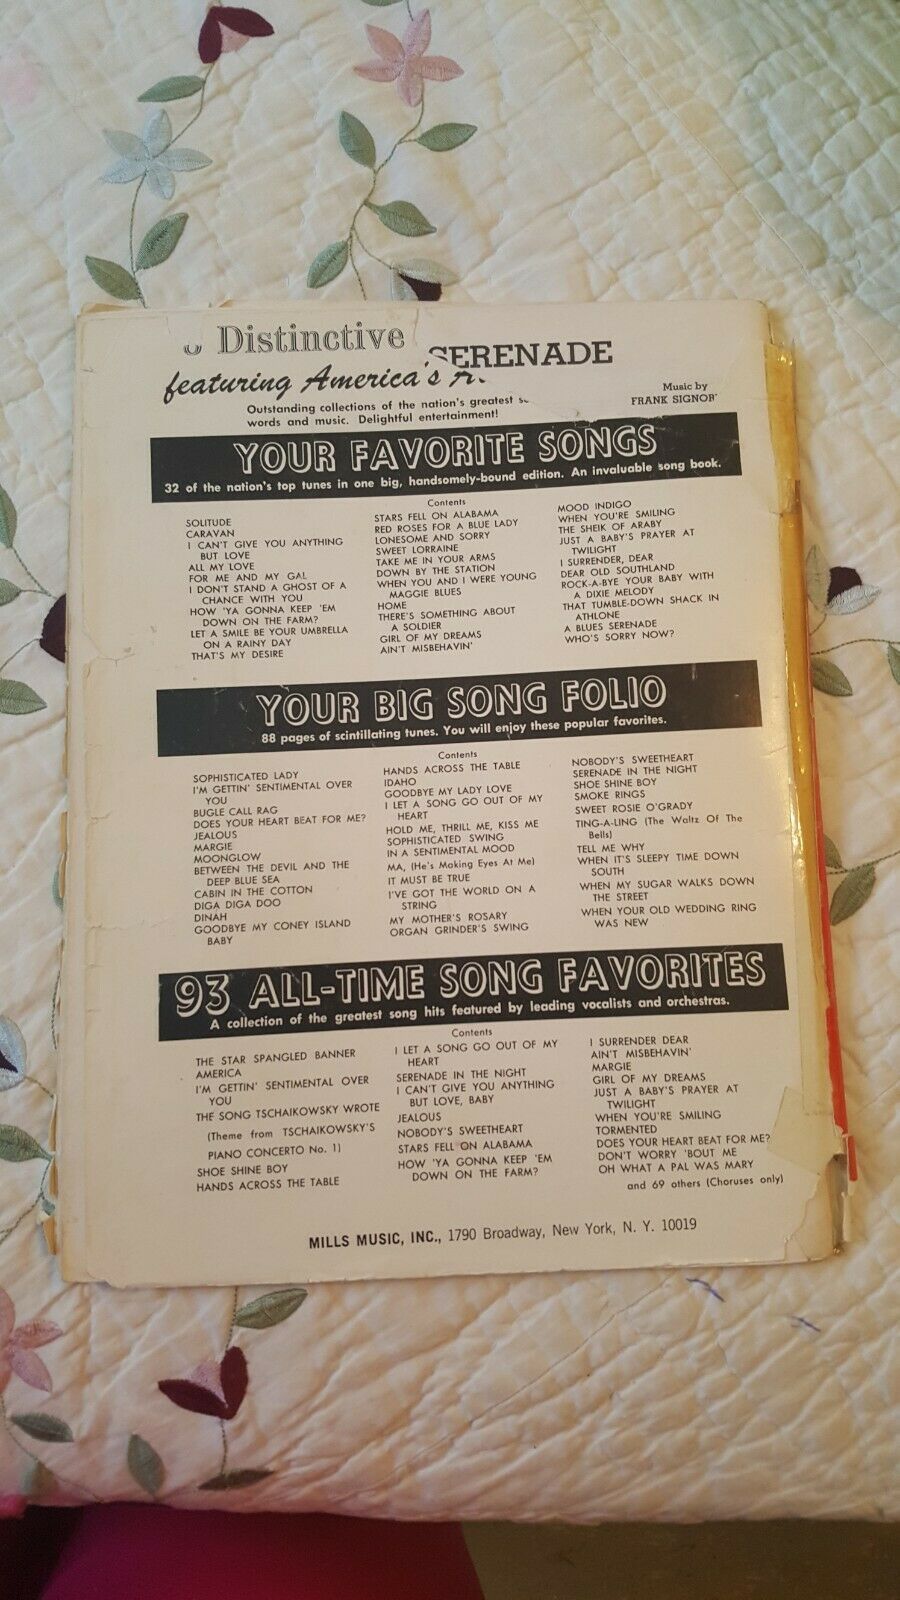 Distinctive
SERENADE
featuring America's
Music by
FRANK SIGNOR
Outstanding collections of the nation's greatest
words and music. Delightful entertainment!
YOUR FAVORITE SONGS
32 of the nation's top tunes in one big, handsomely-bound edition. An invaluable song book.
Contents
SOLITUDE
CARAVAN
I CAN'T GIVE YOU ANYTHING
BUT LOVE
ALL MY LOVE
FOR ME AND MY GAL
I DON'T STAND A GHOST OF A
CHANCE WITH YOU
HOW 'YA GONNA KEEP 'EM
DOWN ON THE FARM?
LET A SMILE BE YOUR UMBRELLA
ON A RAINY DAY
THAT'S MY DESIRE
STARS FELL ON ALABAMA
RED ROSES FOR A BLUE LADY
LONESOME AND SORRY
SWEET LORRAINE
TAKE ME IN YOUR ARMS
DOWN BY THE STATION
WHEN YOU AND I WERE YOUNG
MAGGIE BLUES
HOME
THERE'S SOMETHING ABOUT
A SOLDIER
GIRL OF MY DREAMS
AIN'T MISBEHAVIN'
MOOD INDIGO
WHEN YOU'RE SMILING
THE SHEIK OF ARABY
JUST A BABY'S PRAYER AT
TWILIGHT
I SURRENDER, DEAR
DEAR OLD SOUTHLAND
ROCK-A-BYE YOUR BABY WITH
A DIXIE MELODY
THAT TUMBLE-DOWN SHACK IN
ATHLONE
A BLUES SERENADE
WHO'S SORRY NOW?
YOUR BIG SONG FOLIO
88 pages of scintillating tunes. You will enjoy these popular favorites.
Contents
SOPHISTICATED LADY
I'M GETTIN' SENTIMENTAL OVER
YOU
BUGLE CALL RAG
DOES YOUR HEART BEAT FOR ME?
JEALOUS
MARGIE
MOONGLOW
BETWEEN THE DEVIL AND THE
DEEP BLUE SEA
CABIN IN THE COTTON
DIGA DIGA DOO
DINAH
GOODBYE MY CONEY ISLAND
BABY
HANDS ACROSS THE TABLE
IDAHO
GOODBYE MY LADY LOVE
I LET A SONG GO OUT OF MY
HEART
HOLD ME, THRILL ME, KISS ME
SOPHISTICATED SWING
IN A SENTIMENTAL MOOD
MA, (He's Making Eyes At Me)
IT MUST BE TRUE
I'VE GOT THE WORLD ON A
STRING
MY MOTHER'S ROSARY
ORGAN GRINDER'S SWING
NOBODY'S SWEETHEART
SERENADE IN THE NIGHT
SHOE SHINE BOY
SMOKE RINGS
SWEET ROSIE O'GRADY
TING-A-LING (The Waltz Of The
Bells)
TELL ME WHY
WHEN IT'S SLEEPY TIME DOWN
SOUTH
WHEN MY SUGAR WALKS DOWN
THE STREET
WHEN YOUR OLD WEDDING RING
WAS NEW
93 ALL-TIME SONG FAVORITES
A collection of the greatest song hits featured by leading vocalists and orchestras.
Contents
THE STAR SPANGLED BANNER
AMERICA
I'M GETTIN' SENTIMENTAL OVER
YOU
THE SONG TSCHAIKOWSKY WROTE
(Theme from TSCHAIKOWSKY'S
PIANO CONCERTO No. 1)
SHOE SHINE BOY
HANDS ACROSS THE TABLE
I LET A SONG GO OUT OF MY
HEART
SERENADE IN THE NIGHT
I CAN'T GIVE YOU ANYTHING
BUT LOVE, BABY
JEALOUS
NOBODY'S SWEETHEART
STARS FELL ON ALABAMA
HOW 'YA GONNA KEEP 'EM
DOWN ON THE FARM?
I SURRENDER DEAR
AIN'T MISBEHAVIN'
MARGIE
GIRL OF MY DREAMS
JUST A BABY'S PRAYER AT
TWILIGHT
WHEN YOU'RE SMILING
TORMENTED
DOES YOUR HEART BEAT FOR ME?
DON'T WORRY 'BOUT ME
OH WHAT A PAL WAS MARY
and 69 others (Choruses only)
MILLS MUSIC, INC., 1790 Broadway, New York, N. Y. 10019